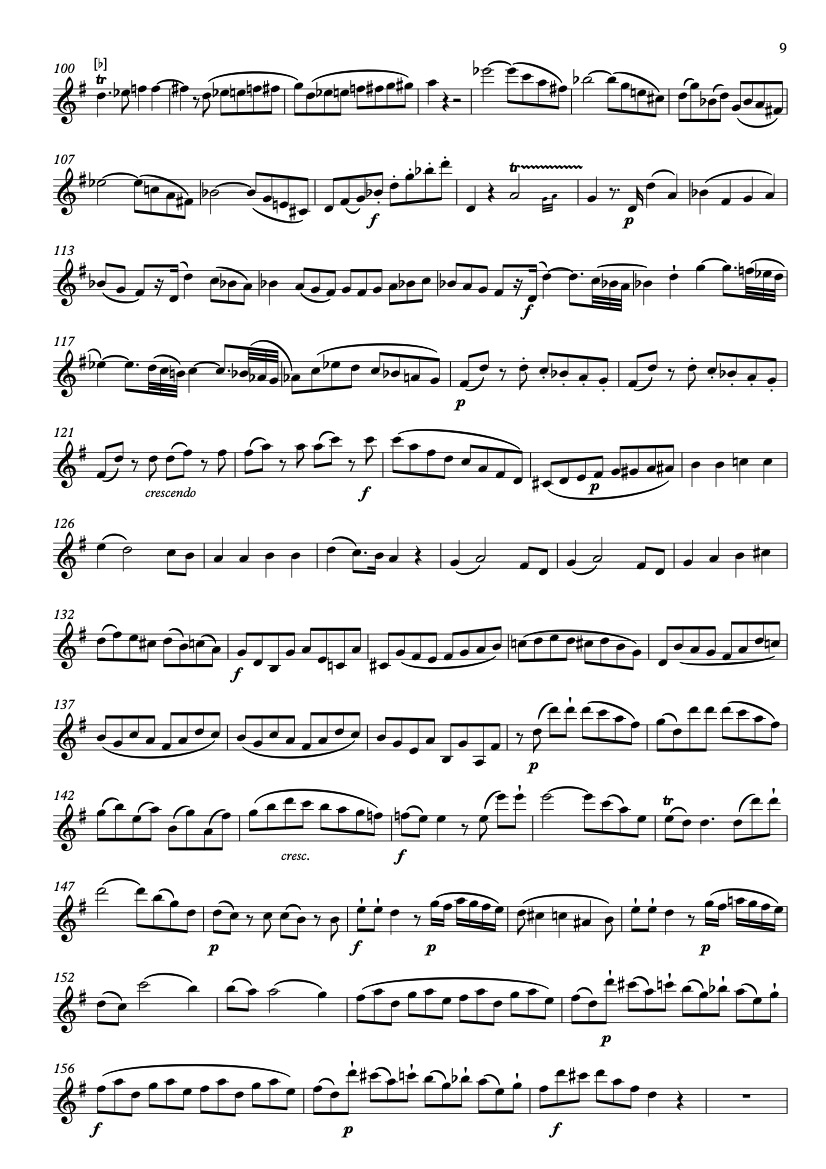 9
100 [♭]
tr
107
tr
f p
113
f
117
p
121
crescendo f p
126
132
f
137
p
142
tr
cresc. f
147
p f p p
152
p
156
f p f